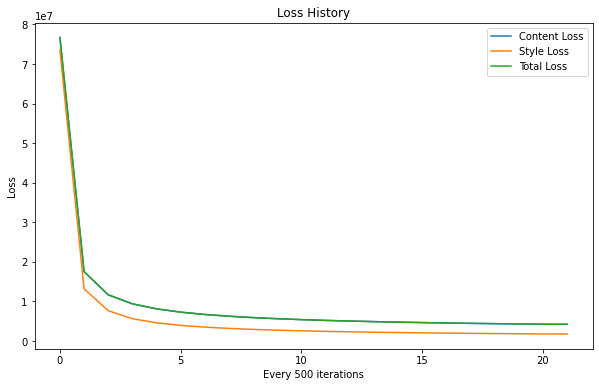 Loss History
1e7
8
7
6
5
4
3
2
1
0
Loss
Content Loss
Style Loss
Total Loss
0 5 10 15 20
Every 500 iterations